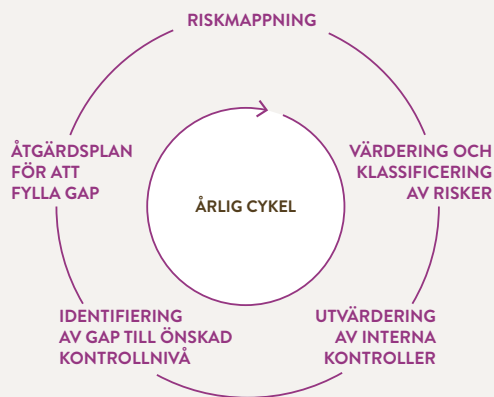 RISKMAPPNING
VÄRDERING OCH
KLASSIFICERING
AV RISKER
UTVÄRDERING
AV INTERNA
KONTROLLER
IDENTIFIERING
AV GAP TILL ÖNSKAD
KONTROLLNIVÅ
ÅTGÄRDSPLAN
FÖR ATT
FYLLA GAP
ÅRLIG CYKEL